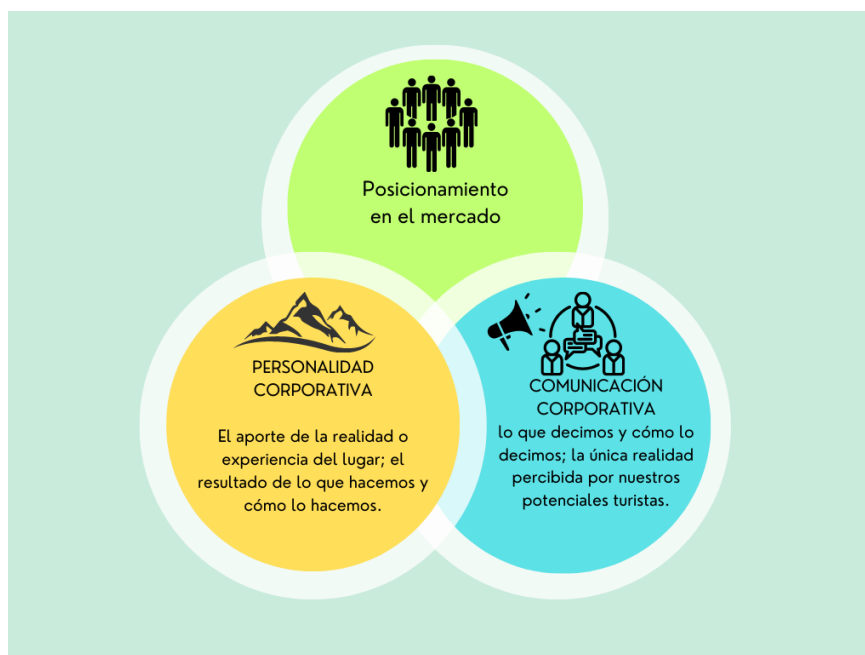 Posicionamiento
en el mercado
PERSONALIDAD
CORPORATIVA
El aporte de la realidad o
experiencia del lugar; el
resultado de lo que hacemos y
cómo lo hacemos.
COMUNICACIÓN
CORPORATIVA
lo que decimos y cómo lo
decimos; la única realidad
percibida por nuestros
potenciales turistas.